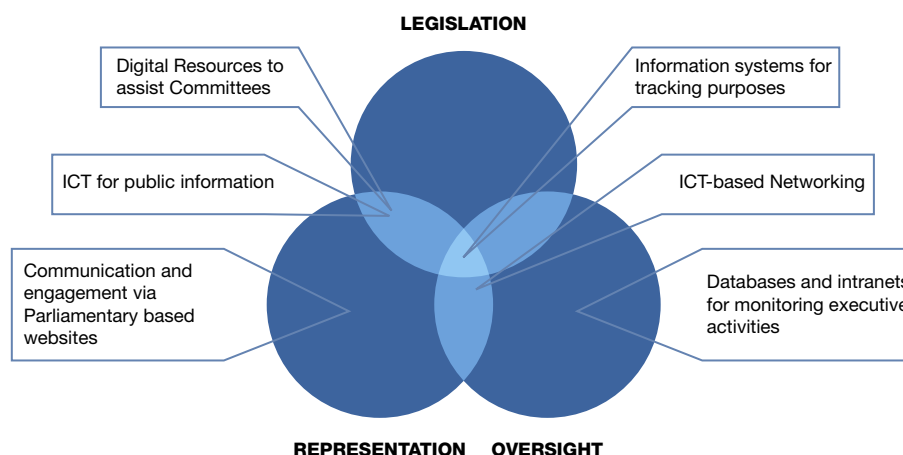 LEGISLATION
Digital Resources to
assist Committees
Information systems for
tracking purposes
ICT for public information
ICT-based Networking
Communication and
engagement via
Parliamentary based
websites
Databases and intranets
for monitoring executive
activities
REPRESENTATION
OVERSIGHT